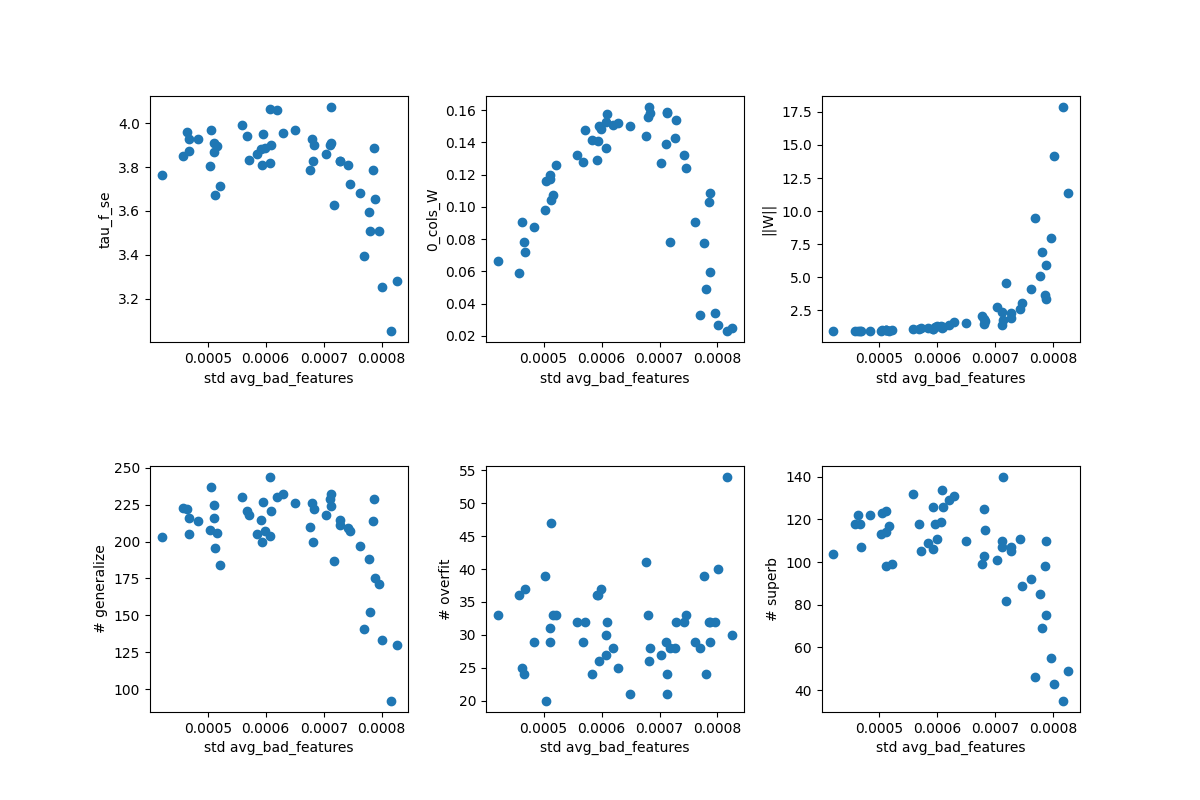 4.0
3.8
3.6
3.4
3.2
tau_f_se
0.0005 0.0006 0.0007 0.0008
std avg_bad_features
0.16
0.14
0.12
0.10
0.08
0.06
0.04
0.02
0_cols_W
0.0005 0.0006 0.0007 0.0008
std avg_bad_features
17.5
15.0
12.5
10.0
7.5
5.0
2.5
||W||
0.0005 0.0006 0.0007 0.0008
std avg_bad_features
250
225
200
175
150
125
100
# generalize
0.0005 0.0006 0.0007 0.0008
std avg_bad_features
55
50
45
40
35
30
25
20
# overfit
0.0005 0.0006 0.0007 0.0008
std avg_bad_features
140
120
100
80
60
40
# superb
0.0005 0.0006 0.0007 0.0008
std avg_bad_features